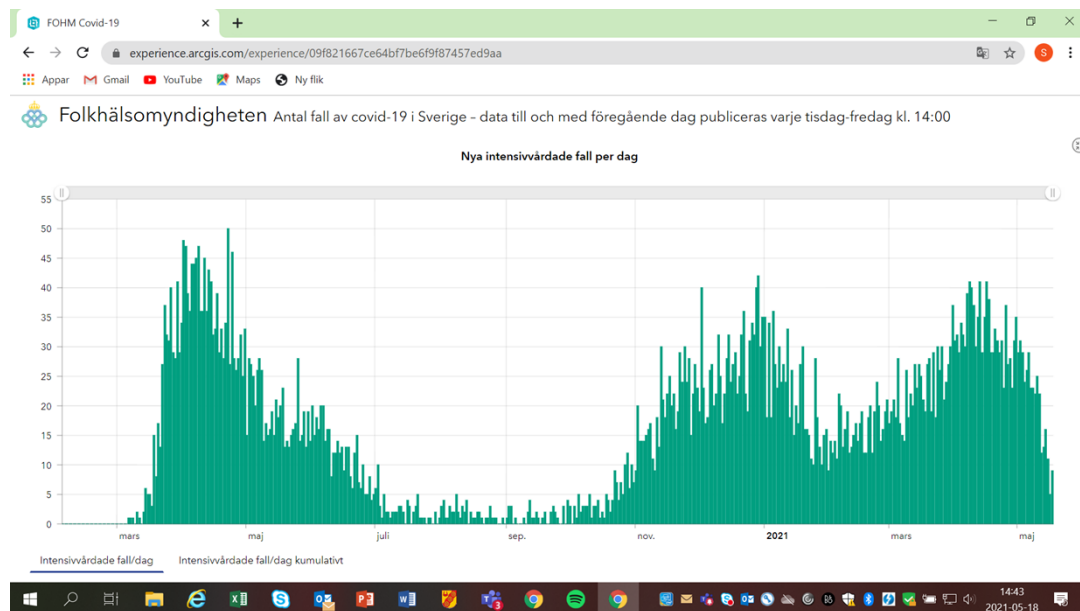 FOHM Covid-19
experience.arcgis.com/experience/09f821667ce64bf7be6f9f87457ed9aa
S
Appar Gmail YouTube Maps Ny flik
Folkhälsomyndigheten Antal fall av covid-19 i Sverige – data till och med föregående dag publiceras varje tisdag-fredag kl. 14:00
Nya intensivvårdade fall per dag
55
50
45
40
35
30
25
20
15
10
5
0
mars maj juli sep. nov. 2021 mars maj
Intensivvårdade fall/dag Intensivvårdade fall/dag kumulativt
14:43
2021-05-18